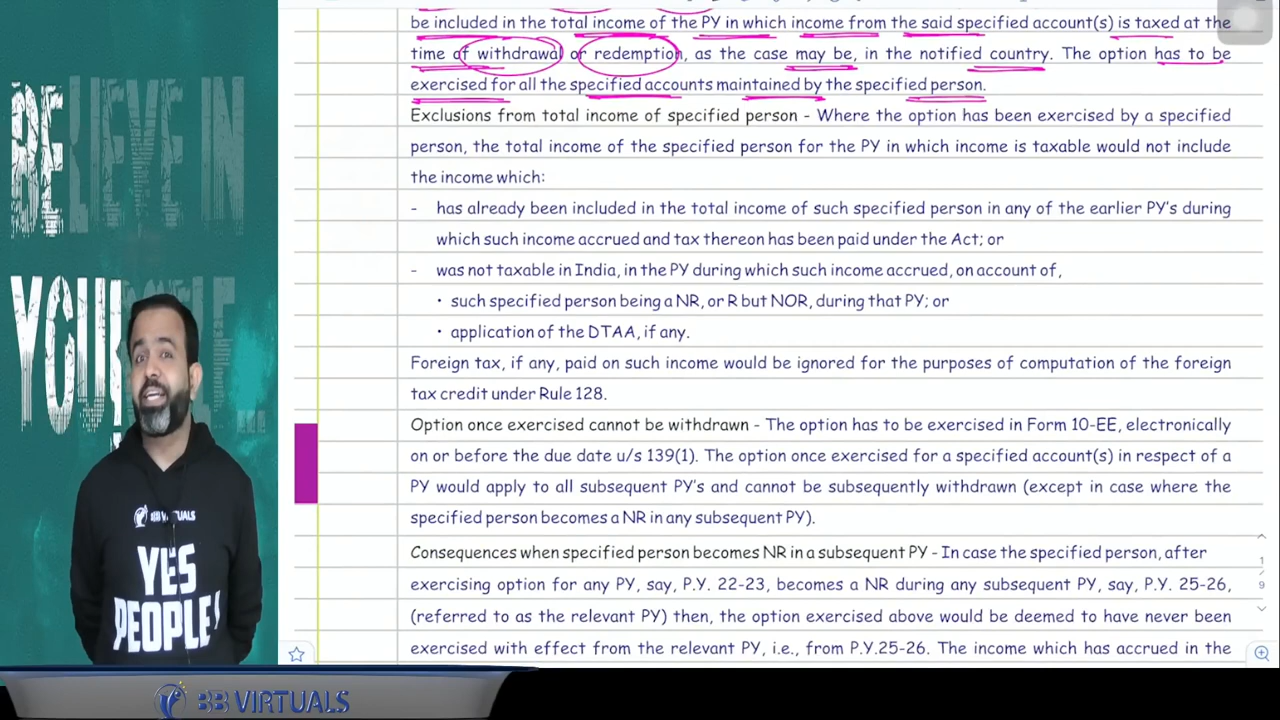 be included in the total income of the PY in which income from the said specified account(s) is taxed at the
time of withdrawal or redemption, as the case may be, in the notified country. The option has to be
exercised for all the specified accounts maintained by the specified person.
Exclusions from total income of specified person - Where the option has been exercised by a specified
person, the total income of the specified person for the PY in which income is taxable would not include
the income which:
- has already been included in the total income of such specified person in any of the earlier PY's during
which such income accrued and tax thereon has been paid under the Act; or
- was not taxable in India, in the PY during which such income accrued, on account of,
• such specified person being a NR, or R but NOR, during that PY; or
• application of the DTAA, if any.
Foreign tax, if any, paid on such income would be ignored for the purposes of computation of the foreign
tax credit under Rule 128.
Option once exercised cannot be withdrawn - The option has to be exercised in Form 10-EE, electronically
on or before the due date u/s 139(1). The option once exercised for a specified account(s) in respect of a
PY would apply to all subsequent PY's and cannot be subsequently withdrawn (except in case where the
specified person becomes a NR in any subsequent PY).
Consequences when specified person becomes NR in a subsequent PY - In case the specified person, after
exercising option for any PY, say, P.Y. 22-23, becomes a NR during any subsequent PY, say, P.Y. 25-26,
(referred to as the relevant PY) then, the option exercised above would be deemed to have never been
exercised with effect from the relevant PY, i.e., from P.Y.25-26. The income which has accrued in the
1
9
BELIEVE IN
YOURSELF...
BB VIRTUALS
YES
PEOPLE!
BB VIRTUALS